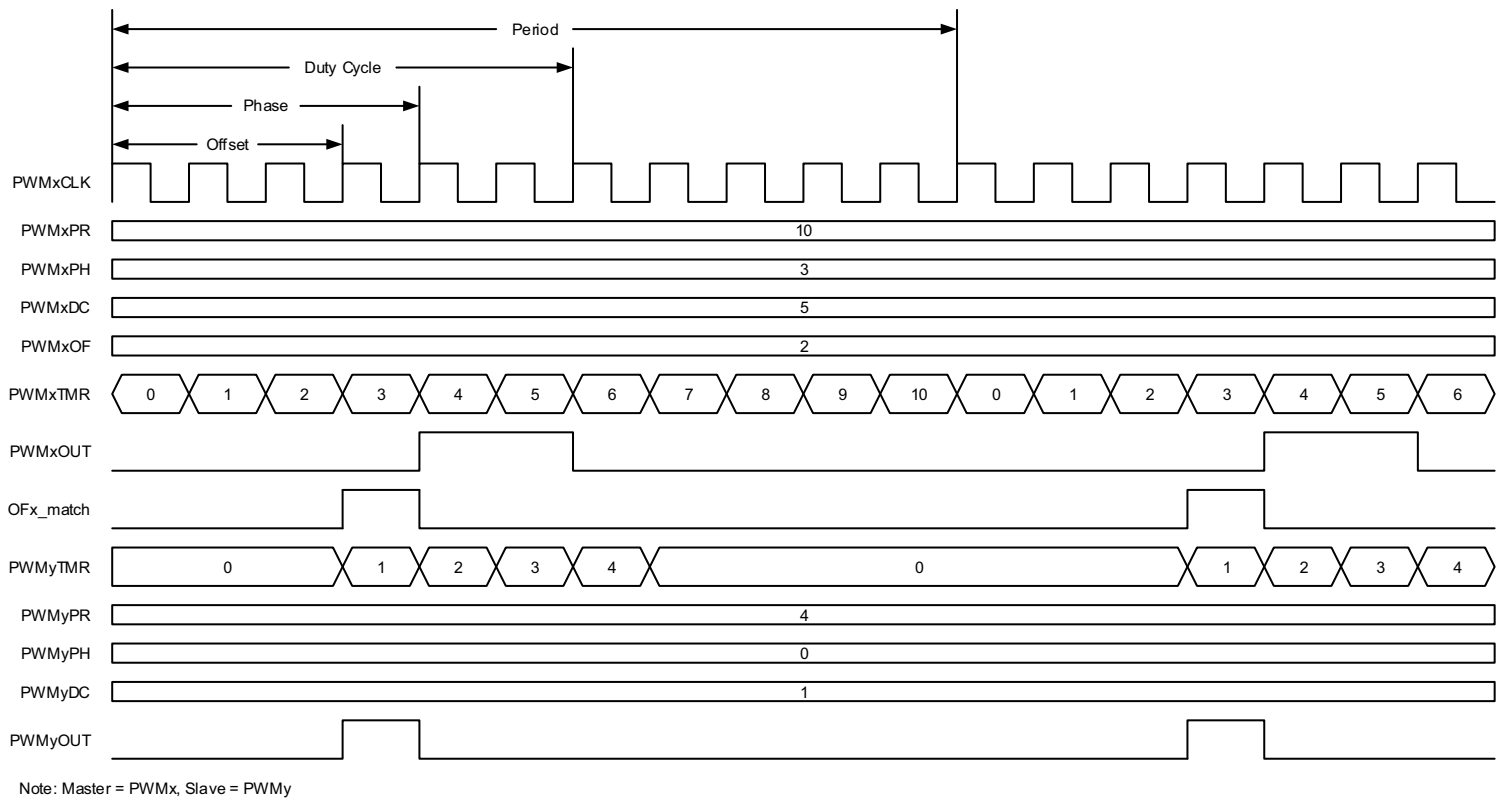 Period
Duty Cycle
Phase
Offset
PWMxCLK
PWMxPR 10
PWMxPH 3
PWMxDC 5
PWMxOF 2
PWMxTMR 0 1 2 3 4 5 6 7 8 9 10 0 1 2 3 4 5 6
PWMxOUT
OFx_match
PWMyTMR 0 1 2 3 4 0 1 2 3 4
PWMyPR 4
PWMyPH 0
PWMyDC 1
PWMyOUT
Note: Master = PWMx, Slave = PWMy